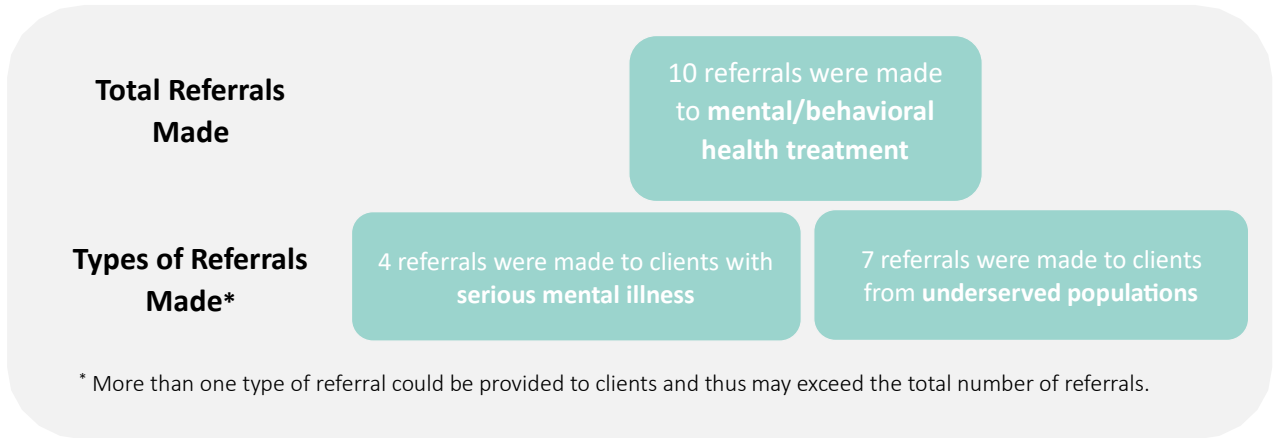 Total Referrals
Made
10 referrals were made
to mental/behavioral
health treatment
Types of Referrals
Made*
4 referrals were made to clients with
serious mental illness
7 referrals were made to clients
from underserved populations
* More than one type of referral could be provided to clients and thus may exceed the total number of referrals.